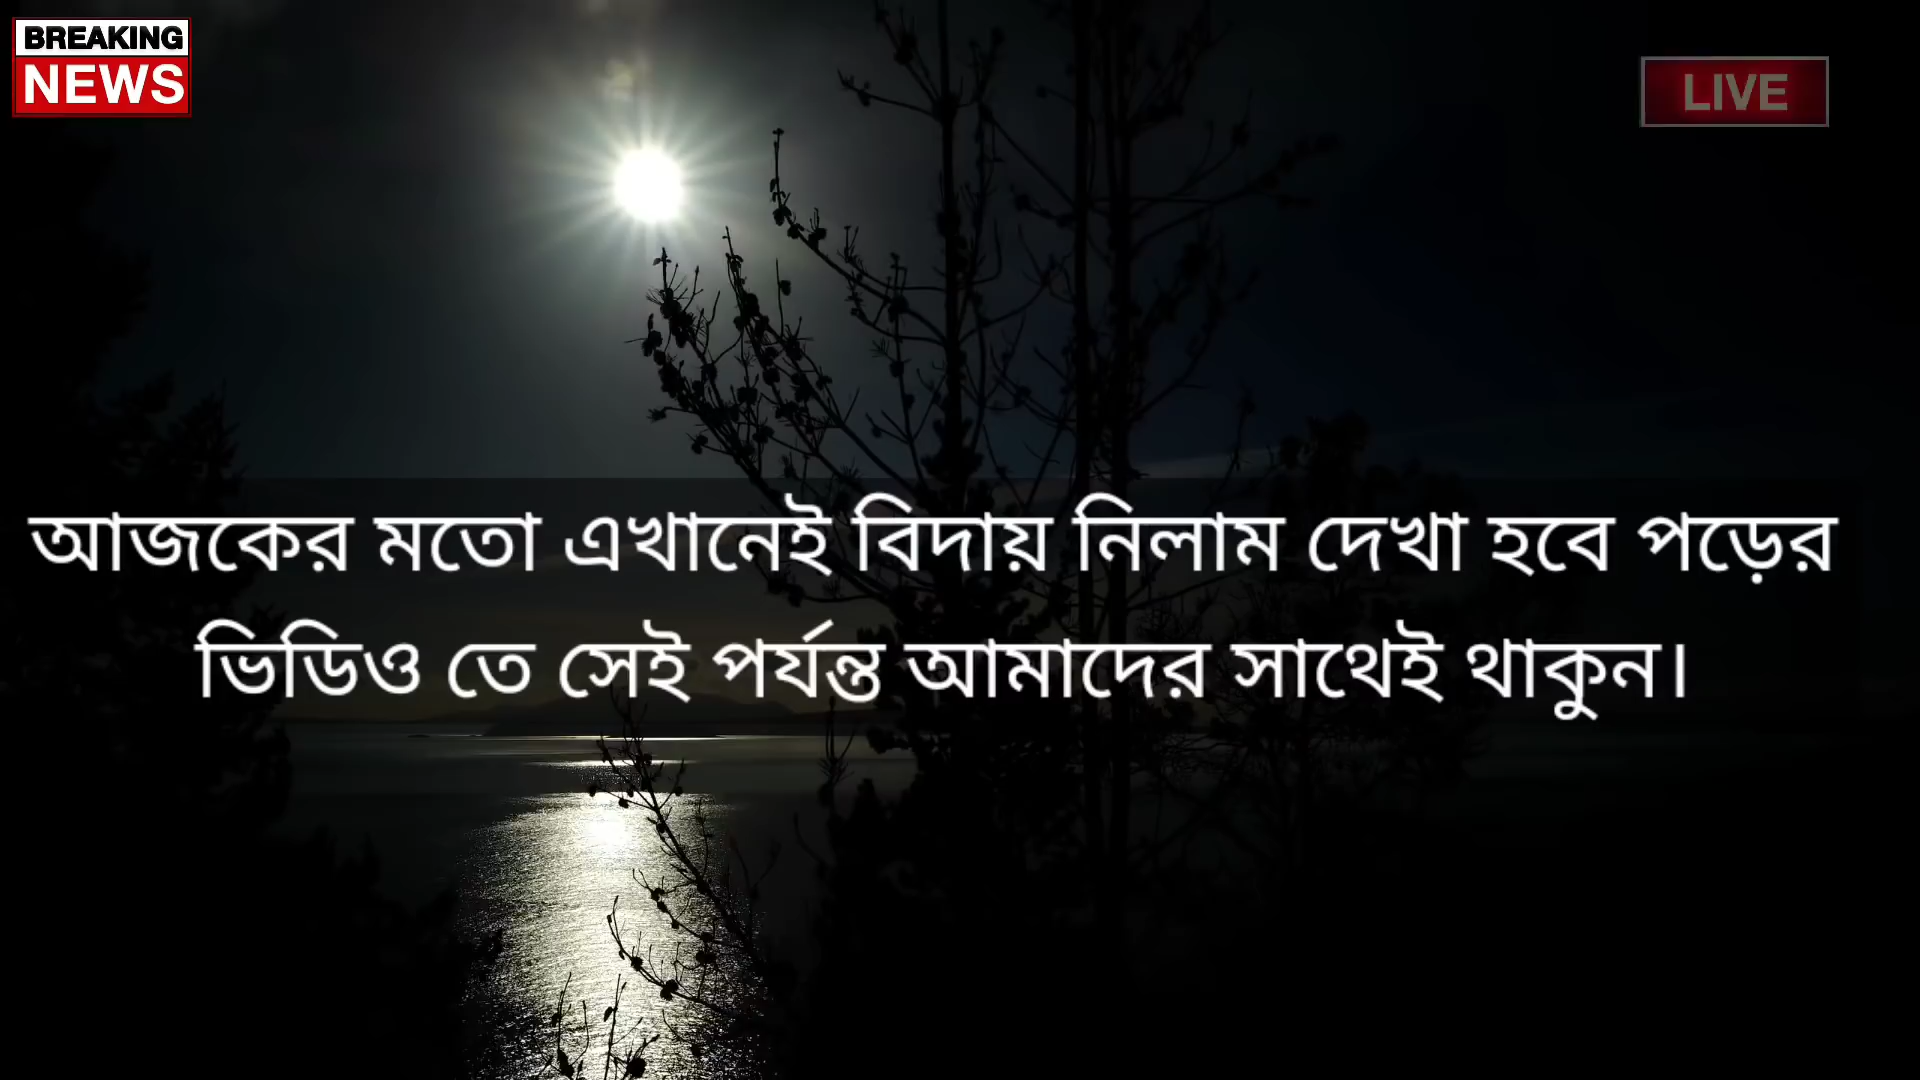 BREAKING
NEWS
LIVE
আজকের মতো এখানেই বিদায় নিলাম দেখা হবে পড়ের
ভিডিও তে সেই পর্যন্ত আমাদের সাথেই থাকুন।